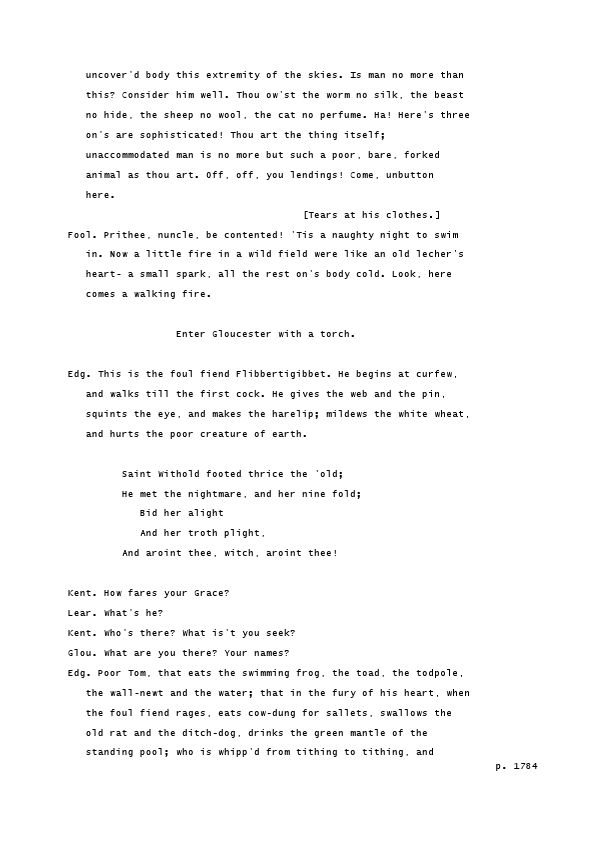 uncover'd body this extremity of the skies. Is man no more than
this? Consider him well. Thou ow'st the worm no silk, the beast
no hide, the sheep no wool, the cat no perfume. Ha! Here's three
on's are sophisticated! Thou art the thing itself;
unaccommodated man is no more but such a poor, bare, forked
animal as thou art. Off, off, you lendings! Come, unbutton
here.
[Tears at his clothes.]
Fool. Prithee, nuncle, be contented! 'Tis a naughty night to swim
in. Now a little fire in a wild field were like an old lecher's
heart- a small spark, all the rest on's body cold. Look, here
comes a walking fire.
Enter Gloucester with a torch.
Edg. This is the foul fiend Flibbertigibbet. He begins at curfew,
and walks till the first cock. He gives the web and the pin,
squints the eye, and makes the harelip; mildews the white wheat,
and hurts the poor creature of earth.
Saint Withold footed thrice the 'old;
He met the nightmare, and her nine fold;
Bid her alight
And her troth plight,
And aroint thee, witch, aroint thee!
Kent. How fares your Grace?
Lear. What's he?
Kent. Who's there? What is't you seek?
Glou. What are you there? Your names?
Edg. Poor Tom, that eats the swimming frog, the toad, the todpole,
the wall-newt and the water; that in the fury of his heart, when
the foul fiend rages, eats cow-dung for sallets, swallows the
old rat and the ditch-dog, drinks the green mantle of the
standing pool; who is whipp'd from tithing to tithing, and
p. 1784